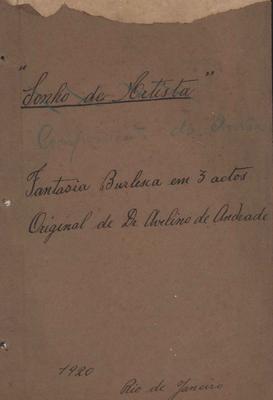 "Sonho de Artista"
Fantasia Burlesca em 3 actos
Original de Dr Avelino de Andrade
1920
Rio de Janeiro